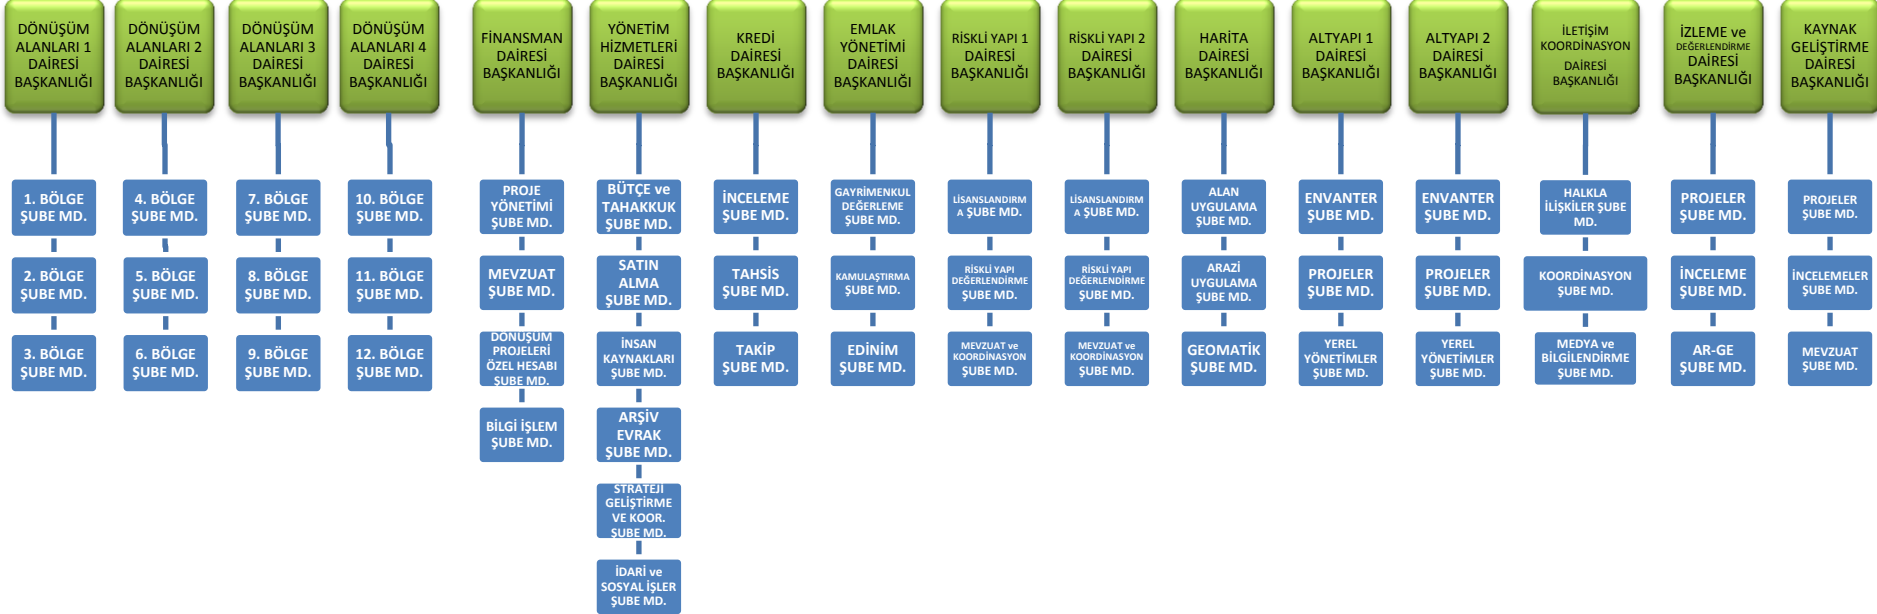 DÖNÜŞÜM
ALANLARI 1
DAİRESİ
BAŞKANLIĞI
DÖNÜŞÜM
ALANLARI 2
DAİRESİ
BAŞKANLIĞI
DÖNÜŞÜM
ALANLARI 3
DAİRESİ
BAŞKANLIĞI
DÖNÜŞÜM
ALANLARI 4
DAİRESİ
BAŞKANLIĞI
FİNANSMAN
DAİRESİ
BAŞKANLIĞI
YÖNETİM
HİZMETLERİ
DAİRESİ
BAŞKANLIĞI
KREDİ
DAİRESİ
BAŞKANLIĞI
EMLAK
YÖNETİMİ
DAİRESİ
BAŞKANLIĞI
RİSKLİ YAPI 1
DAİRESİ
BAŞKANLIĞI
RİSKLİ YAPI 2
DAİRESİ
BAŞKANLIĞI
HARİTA
DAİRESİ
BAŞKANLIĞI
ALTYAPI 1
DAİRESİ
BAŞKANLIĞI
ALTYAPI 2
DAİRESİ
BAŞKANLIĞI
İLETİŞİM
KOORDİNASYON
DAİRESİ
BAŞKANLIĞI
İZLEME ve
DEĞERLENDİRME
DAİRESİ
BAŞKANLIĞI
KAYNAK
GELİŞTİRME
DAİRESİ
BAŞKANLIĞI
1. BÖLGE
ŞUBE MD.
4. BÖLGE
ŞUBE MD.
7. BÖLGE
ŞUBE MD.
10. BÖLGE
ŞUBE MD.
PROJE
YÖNETİMİ
ŞUBE MD.
BÜTÇE ve
TAHAKKUK
ŞUBE MD.
İNCELEME
ŞUBE MD.
GAYRİMENKUL
DEĞERLEME
ŞUBE MD.
LİSANSLANDIRM
A ŞUBE MD.
LİSANSLANDIRM
A ŞUBE MD.
ALAN
UYGULAMA
ŞUBE MD.
ENVANTER
ŞUBE MD.
ENVANTER
ŞUBE MD.
HALKLA
İLİŞKİLER ŞUBE
MD.
PROJELER
ŞUBE MD.
PROJELER
ŞUBE MD.
2. BÖLGE
ŞUBE MD.
5. BÖLGE
ŞUBE MD.
8. BÖLGE
ŞUBE MD.
11. BÖLGE
ŞUBE MD.
MEVZUAT
ŞUBE MD.
SATIN
ALMA
ŞUBE MD.
TAHSİS
ŞUBE MD.
KAMULAŞTIRMA
ŞUBE MD.
RİSKLİ YAPI
DEĞERLENDİRME
ŞUBE MD.
RİSKLİ YAPI
DEĞERLENDİRME
ŞUBE MD.
ARAZİ
UYGULAMA
ŞUBE MD.
PROJELER
ŞUBE MD.
PROJELER
ŞUBE MD.
KOORDİNASYON
ŞUBE MD.
İNCELEME
ŞUBE MD.
İNCELEMELER
ŞUBE MD.
3. BÖLGE
ŞUBE MD.
6. BÖLGE
ŞUBE MD.
9. BÖLGE
ŞUBE MD.
12. BÖLGE
ŞUBE MD.
DÖNÜŞÜM
PROJELERİ
ÖZEL HESABI
ŞUBE MD.
İNSAN
KAYNAKLARI
ŞUBE MD.
TAKİP
ŞUBE MD.
EDİNİM
ŞUBE MD.
MEVZUAT ve
KOORDİNASYON
ŞUBE MD.
MEVZUAT ve
KOORDİNASYON
ŞUBE MD.
GEOMATİK
ŞUBE MD.
YEREL
YÖNETİMLER
ŞUBE MD.
YEREL
YÖNETİMLER
ŞUBE MD.
MEDYA ve
BİLGİLENDİRME
ŞUBE MD.
AR-GE
ŞUBE MD.
MEVZUAT
ŞUBE MD.
BİLGİ İŞLEM
ŞUBE MD.
ARŞİV
EVRAK
ŞUBE MD.
STRATEJİ
GELİŞTİRME
VE KOOR.
ŞUBE MD.
İDARİ ve
SOSYAL İŞLER
ŞUBE MD.